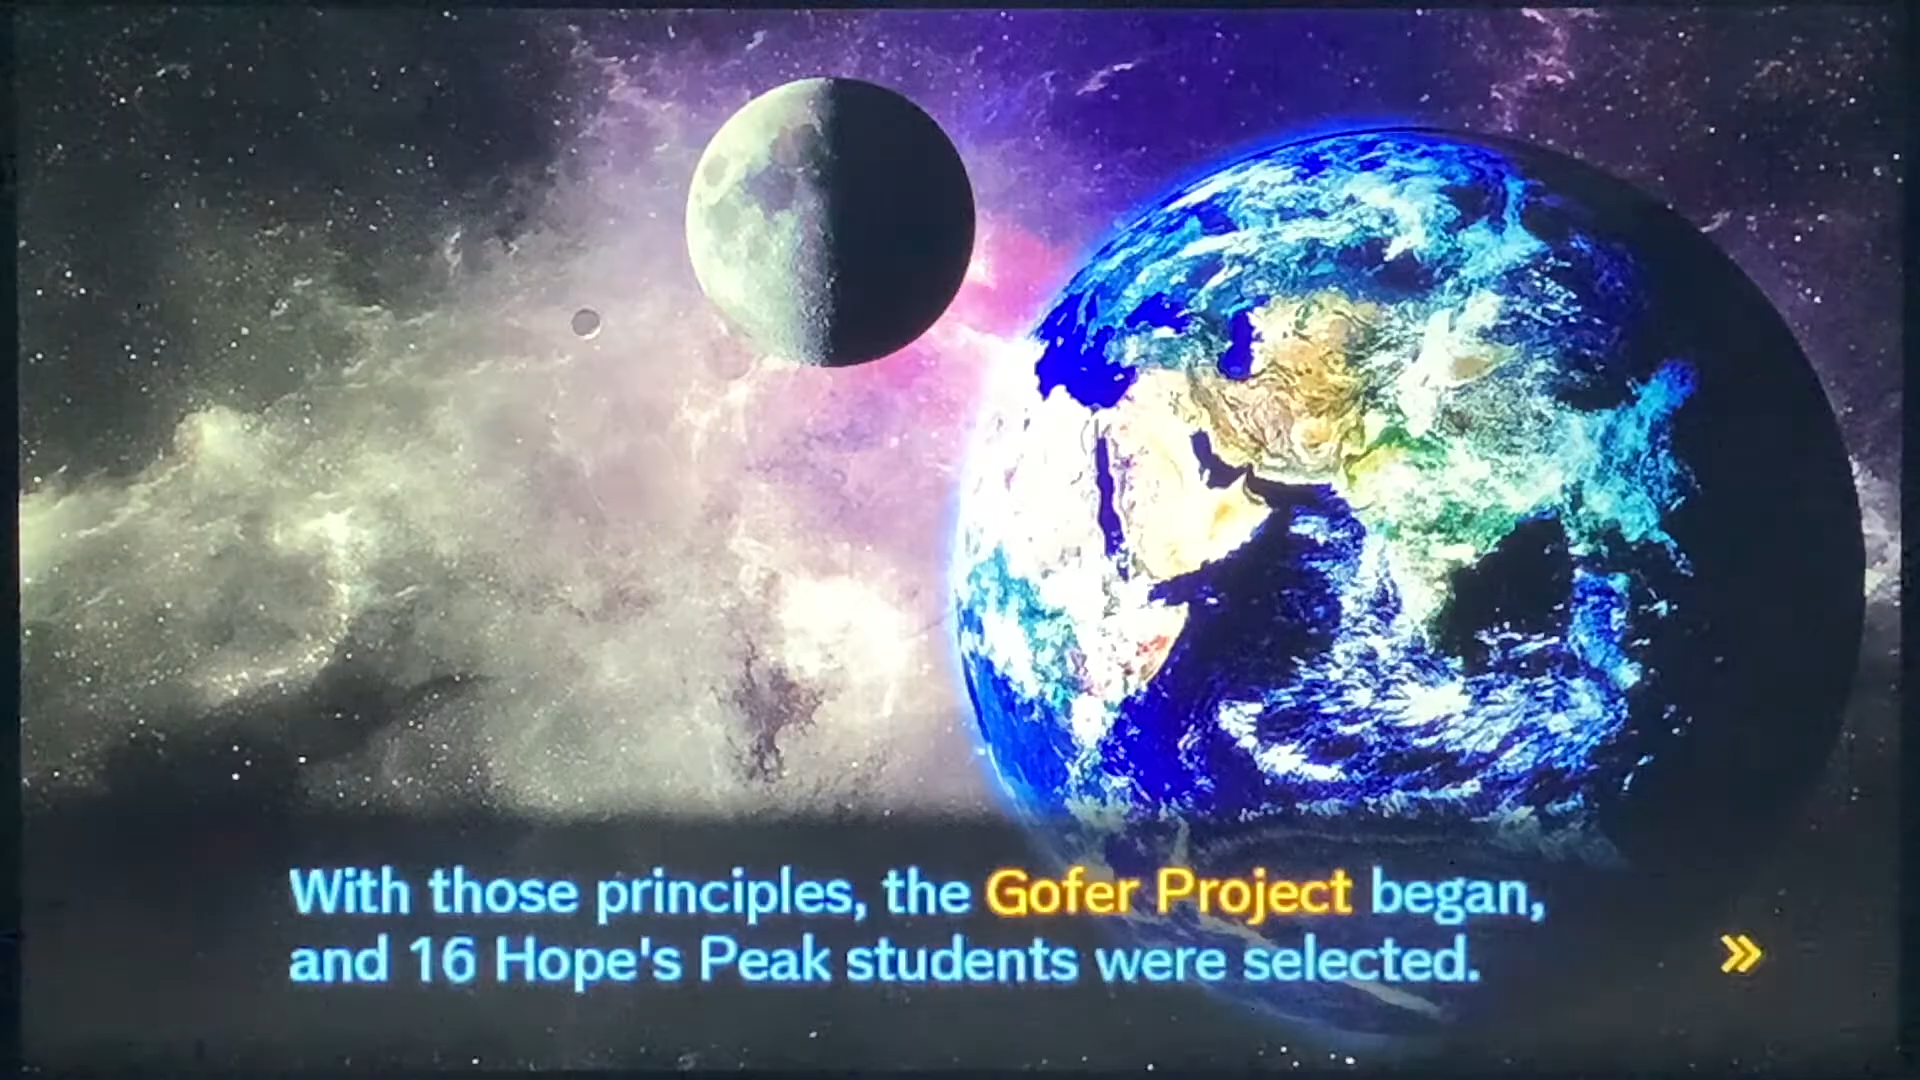 With those principles, the Gofer Project began,
and 16 Hope's Peak students were selected.